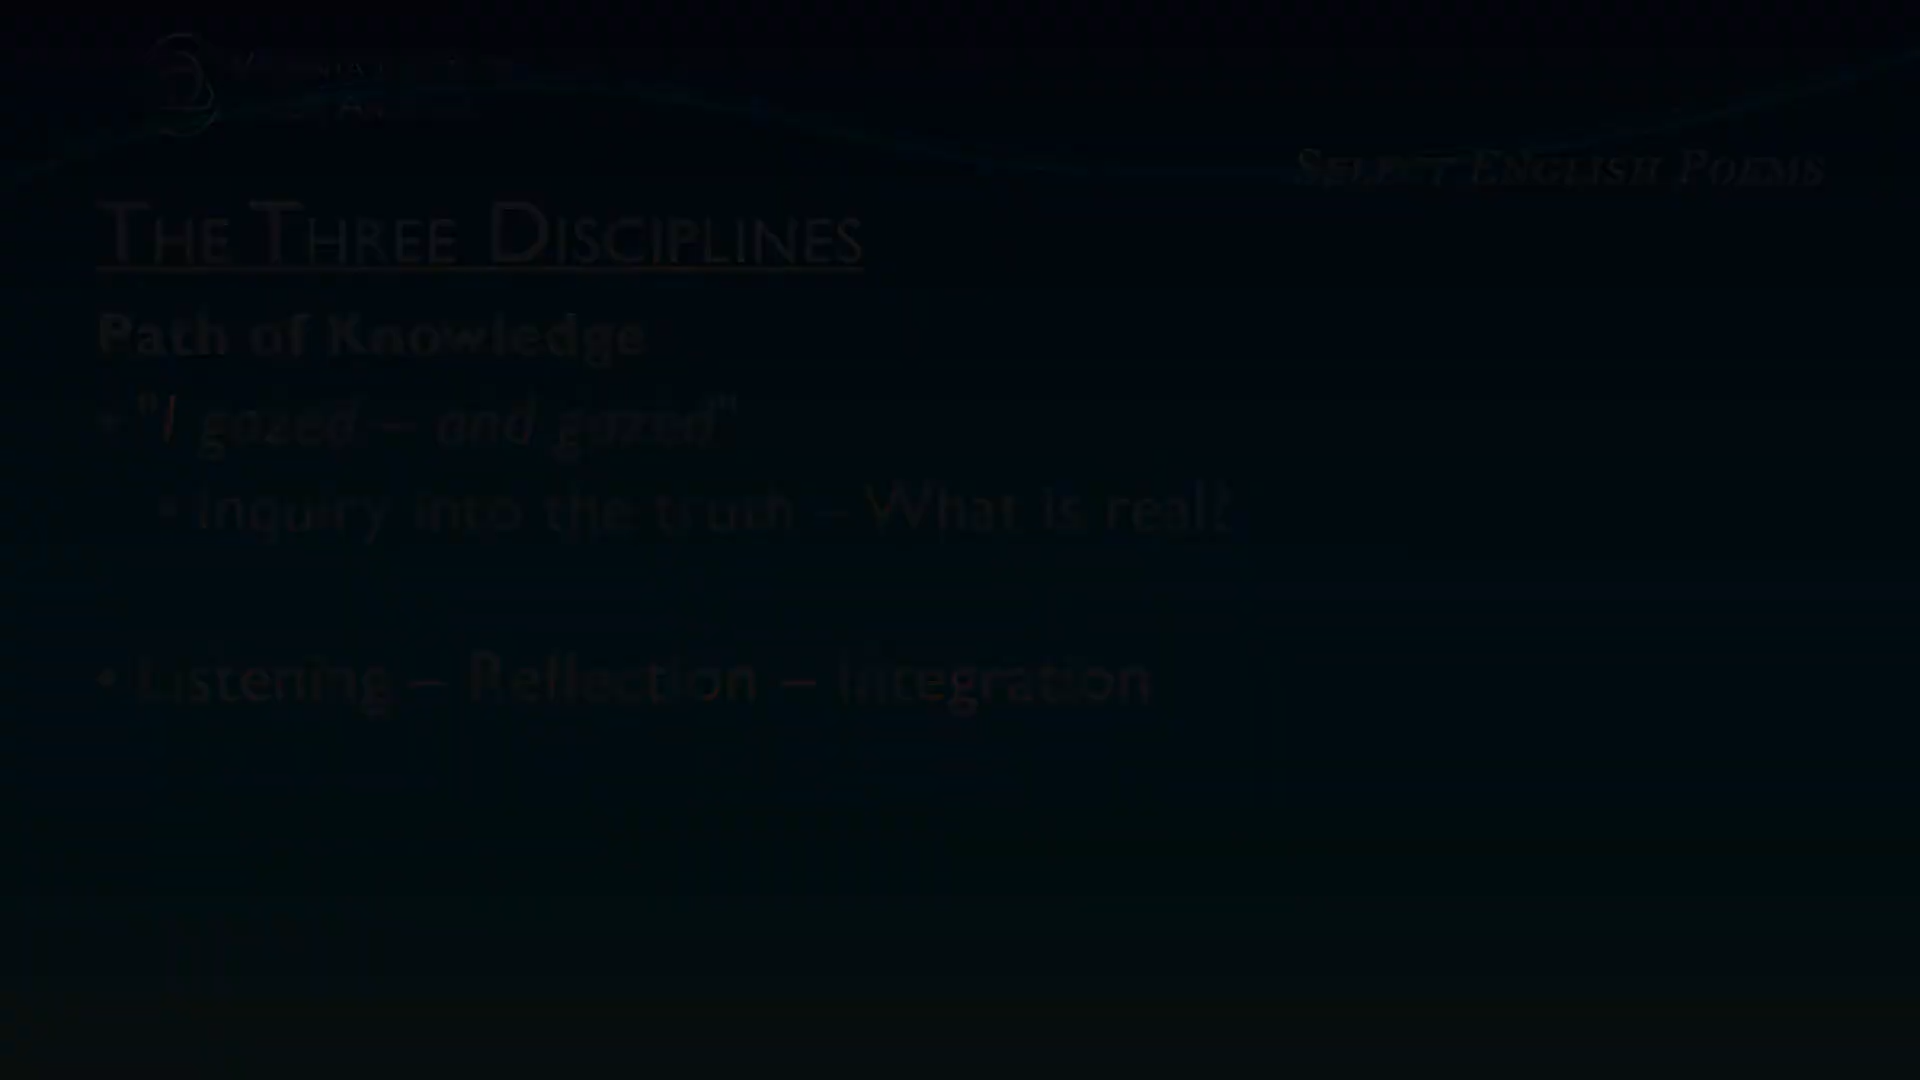 SELECT ENGLISH POEMS
THE THREE DISCIPLINES
Path of Knowledge
• "I gazed – and gazed"
• Inquiry into the truth – What is real?
• Listening – Reflection – Integration